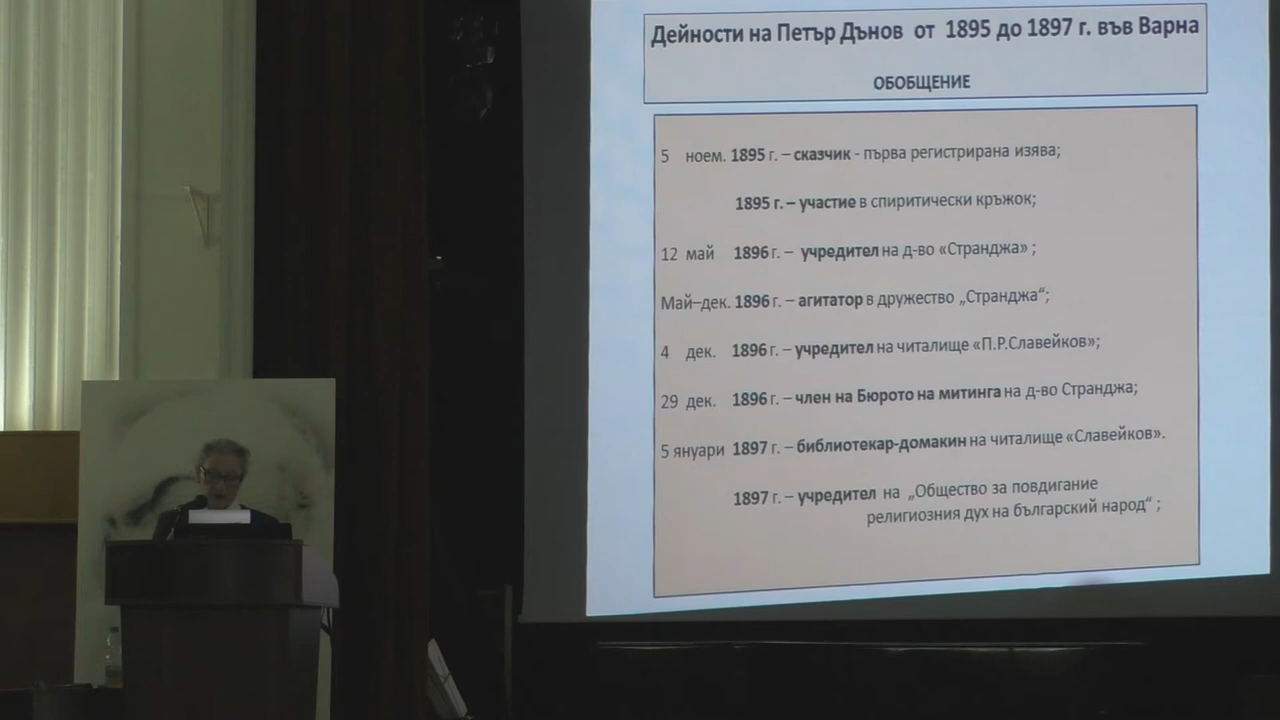 Дейности на Петър Дънов от 1895 до 1897 г. във Варна
ОБОБЩЕНИЕ
5 ноем. 1895 г. – сказчик - първа регистрирана изява;
1895 г. – участие в спиритически кръжок;
12 май 1896 г. – учредител на д-во «Странджа» ;
Май–дек. 1896 г. – агитатор в дружество „Странджа“;
4 дек. 1896 г. – учредител на читалище «П.Р.Славейков»;
29 дек. 1896 г. – член на Бюрото на митинга на д-во Странджа;
5 януари 1897 г. – библиотекар-домакин на читалище «Славейков».
1897 г. – учредител на „Общество за повдигание
религиозния дух на българский народ“ ;